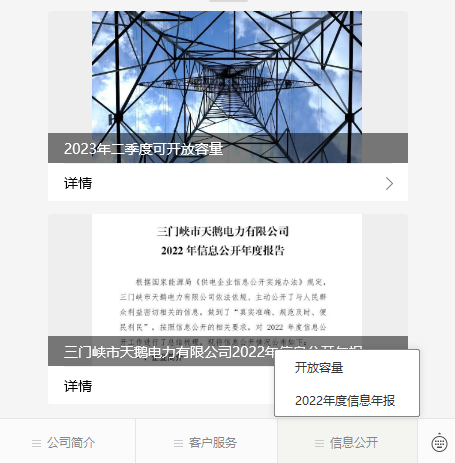 2023年二季度可开放容量
详情
三门峡市天鹅电力有限公司
2022 年信息公开年度报告
根据国家能源局《供电企业信息公开实施办法》规定，
三门峡市天鹅电力有限公司依法依规、主动公开了与人民群
众利益密切相关的信息。做到了“真实准确、规范及时、便
民利民”。按照信息公开的相关要求。对 2022 年度信息公
三门峡市天鹅电力有限公司2022年信息公开年报
详情
开放容量
2022年度信息年报
公司简介
客户服务
信息公开